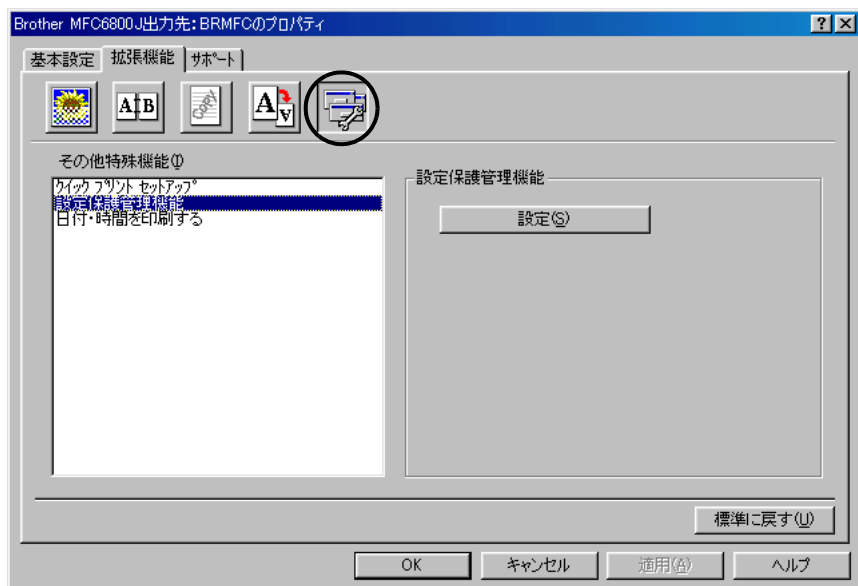 Brother MFC6800J出力先：BRMFCのプロパティ
基本設定 拡張機能 ｻﾎﾟｰﾄ
A B Copy A A
その他特殊機能(I)
ｸｲｯｸ ﾌﾟﾘﾝﾄ ｾｯﾄｱｯﾌﾟ
設定保護管理機能
日付・時間を印刷する
設定保護管理機能
設定(S)
標準に戻す(U)
OK キャンセル 適用(A) ヘルプ